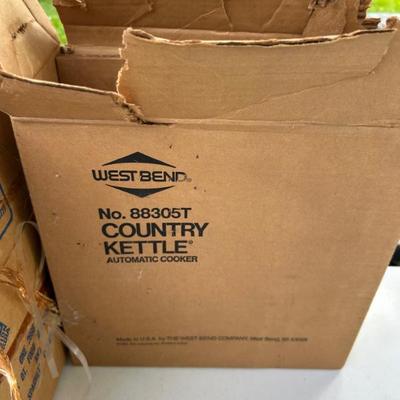 WEST BEND®
No. 88305T
COUNTRY
KETTLE®
AUTOMATIC COOKER
Made in U.S.A. by THE WEST BEND COMPANY, West Bend, WI 53095